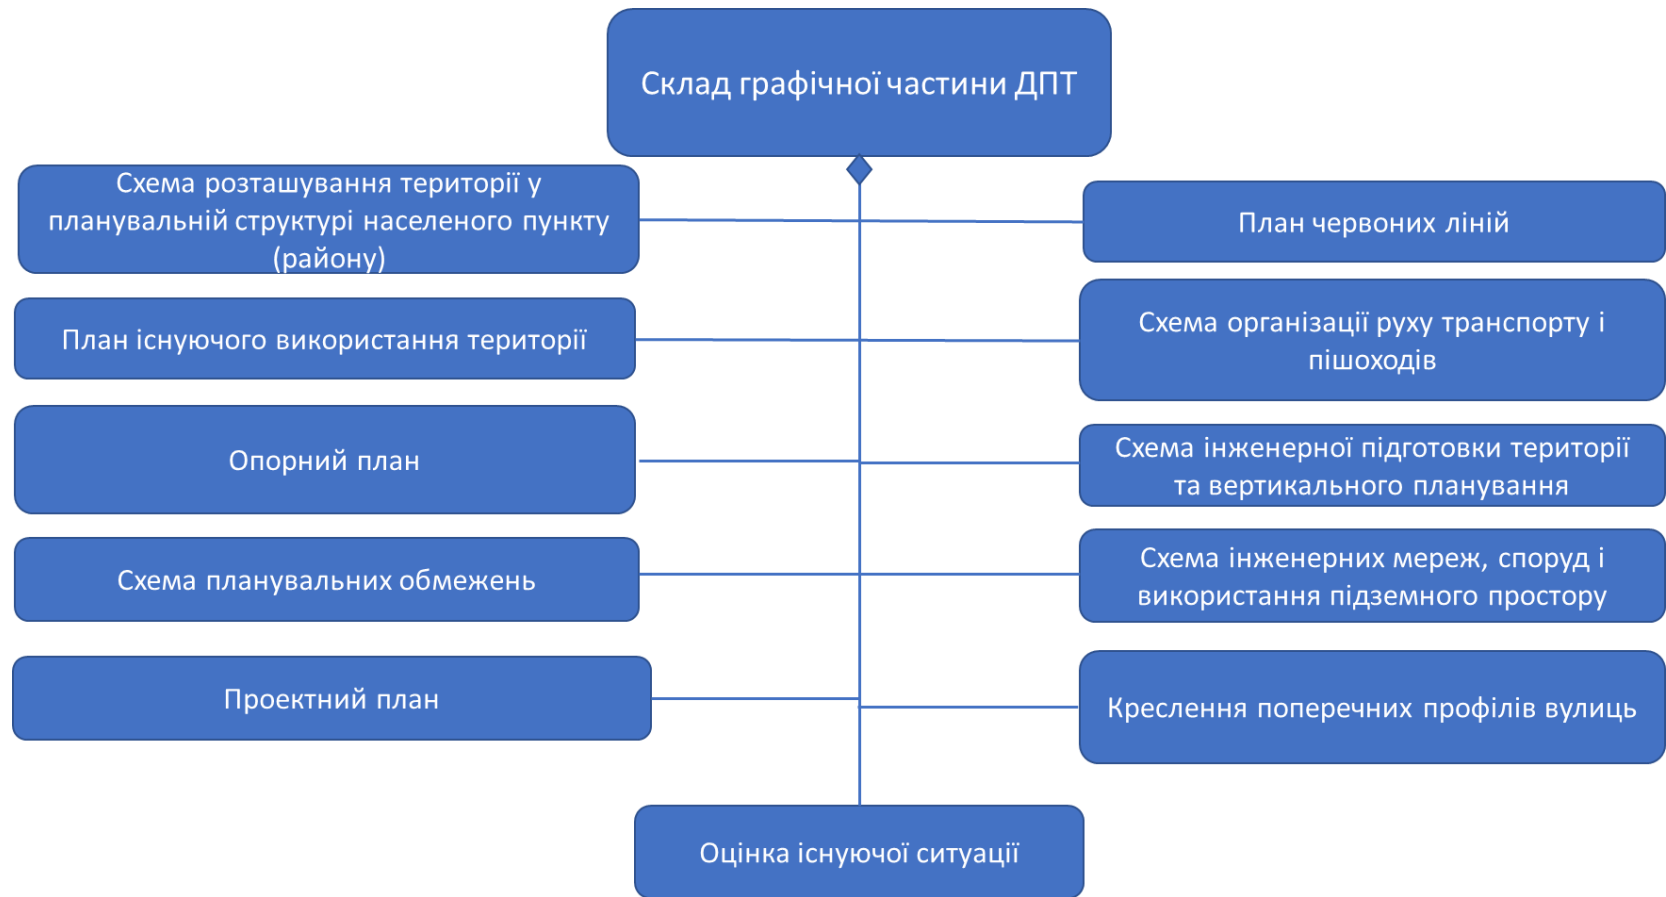 Склад графічної частини ДПТ
Схема розташування території у
планувальній структурі населеного пункту
(району)
План існуючого використання території
Опорний план
Схема планувальних обмежень
Проектний план
План червоних ліній
Схема організації руху транспорту і
пішоходів
Схема інженерної підготовки території
та вертикального планування
Схема інженерних мереж, споруд і
використання підземного простору
Креслення поперечних профілів вулиць
Оцінка існуючої ситуації